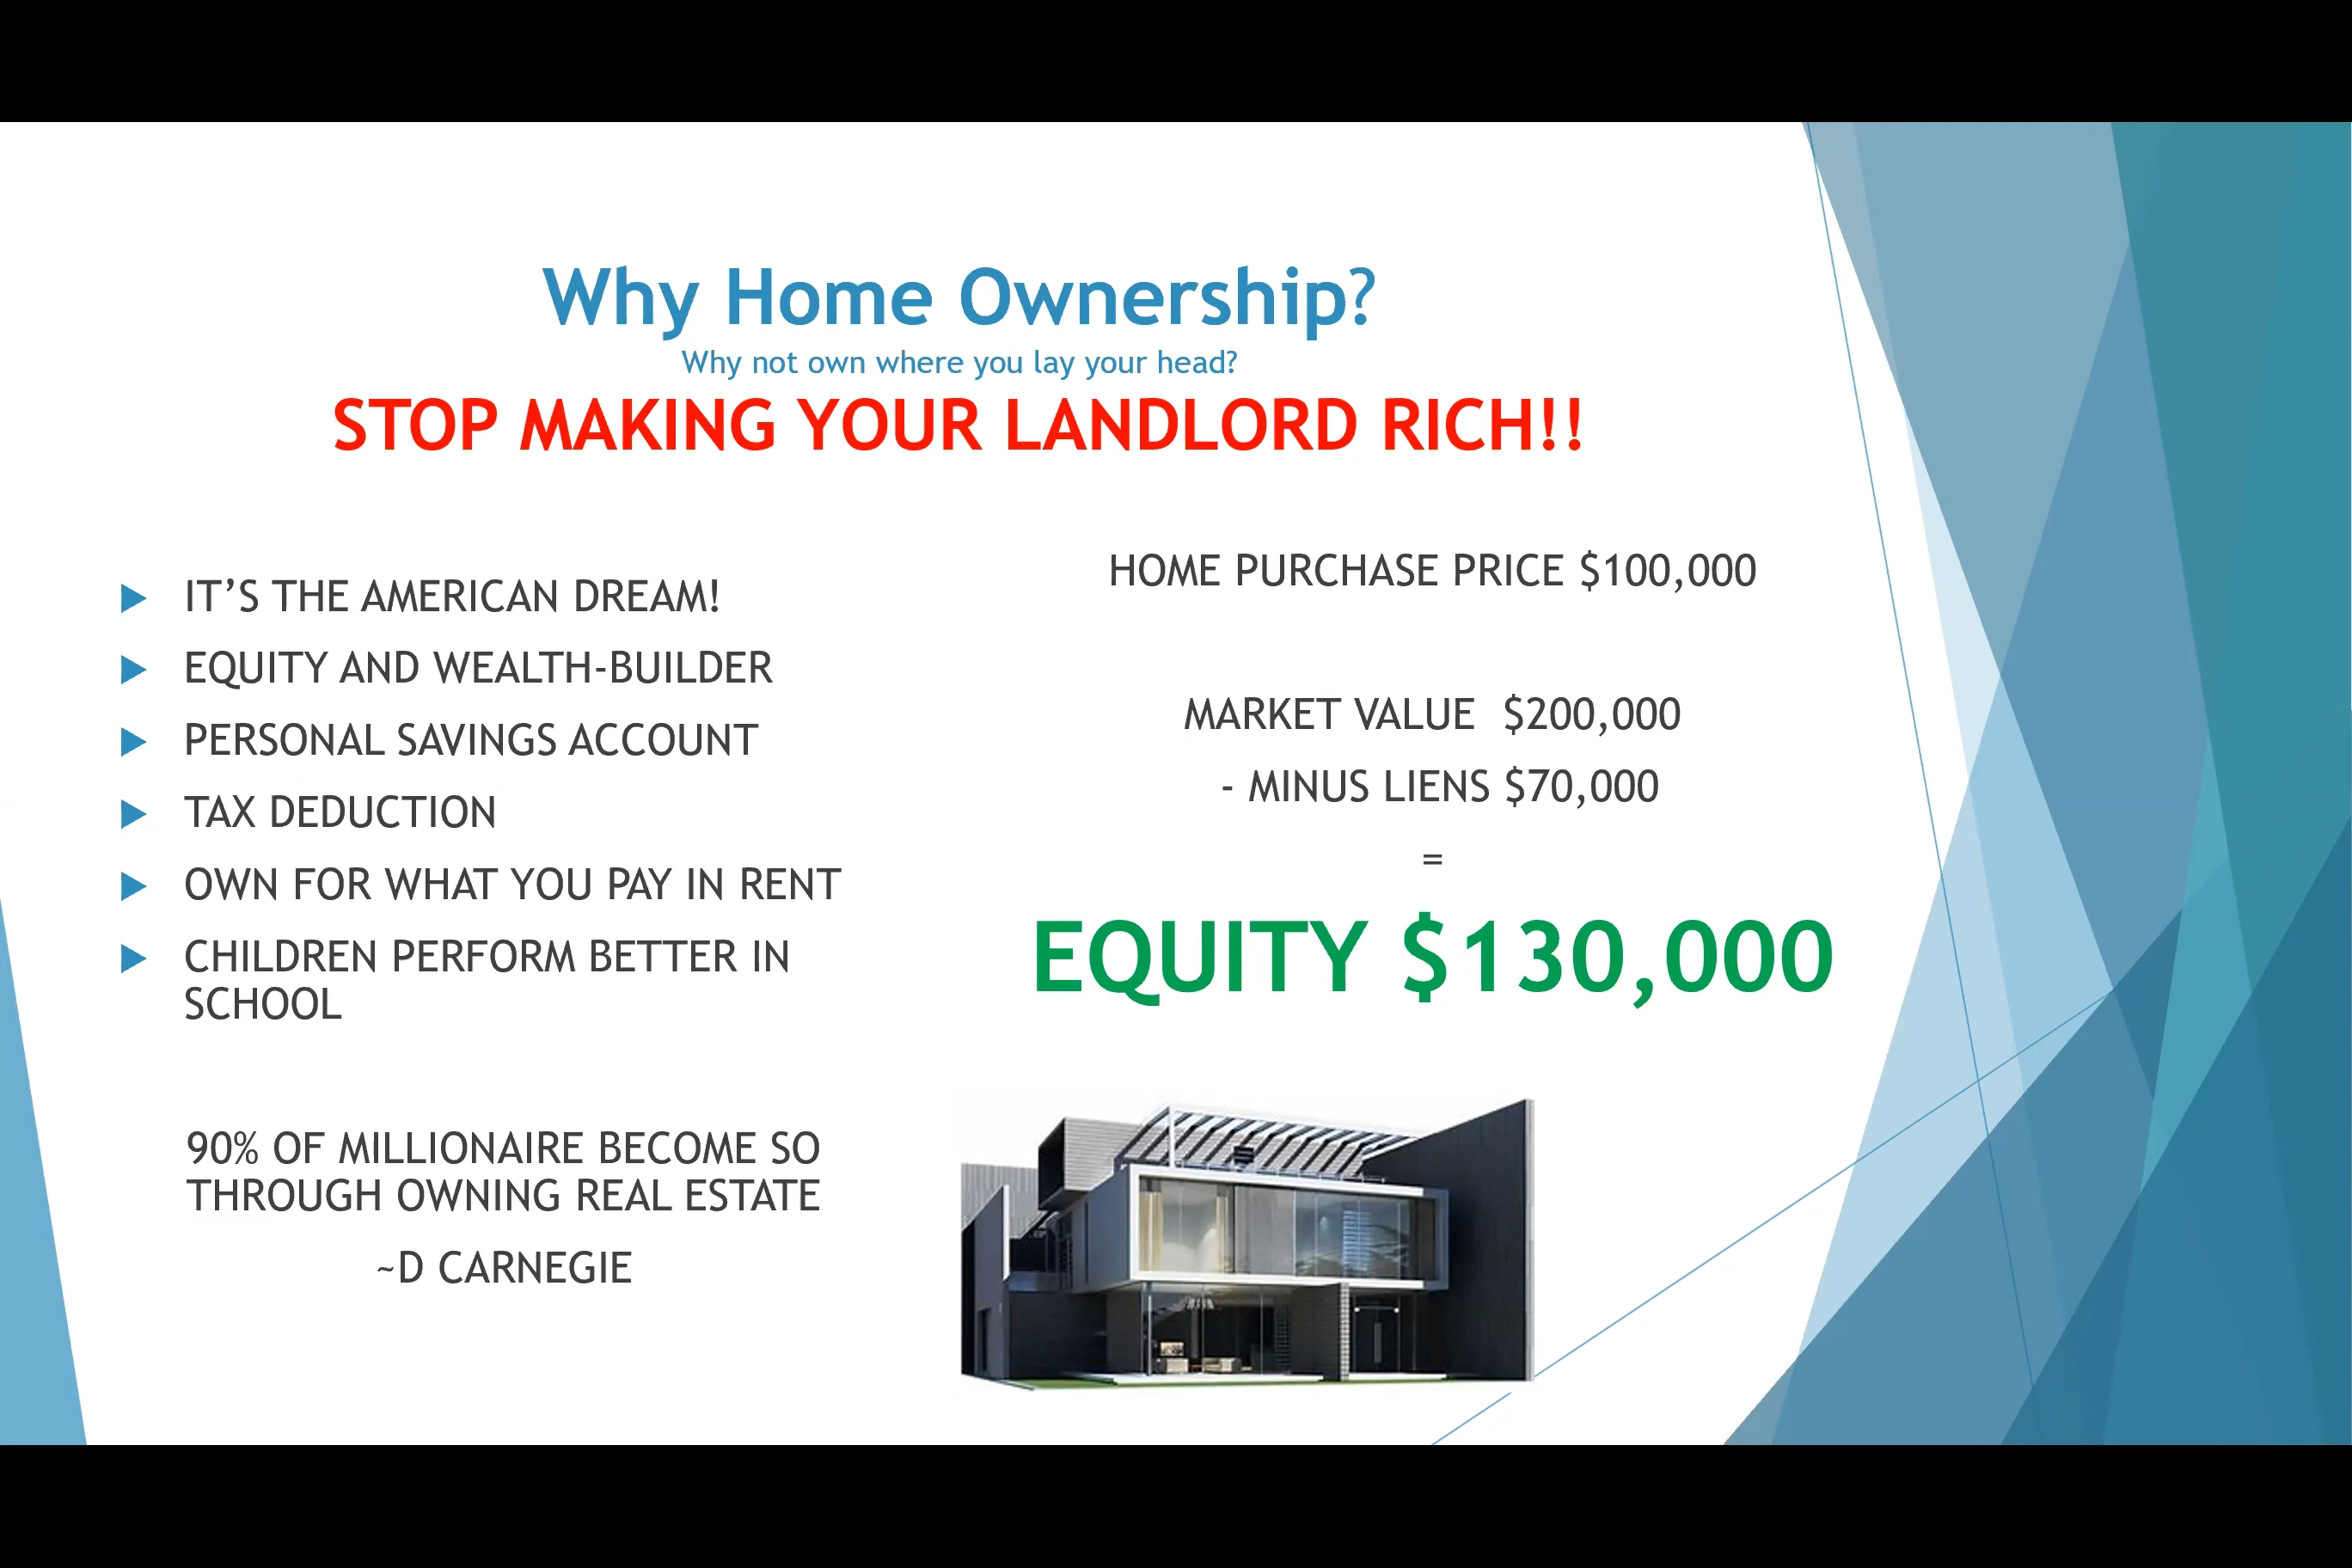 Why Home Ownership?
Why not own where you lay your head?
STOP MAKING YOUR LANDLORD RICH!!
IT’S THE AMERICAN DREAM!
EQUITY AND WEALTH-BUILDER
PERSONAL SAVINGS ACCOUNT
TAX DEDUCTION
OWN FOR WHAT YOU PAY IN RENT
CHILDREN PERFORM BETTER IN
SCHOOL
90% OF MILLIONAIRE BECOME SO
THROUGH OWNING REAL ESTATE
~D CARNEGIE
HOME PURCHASE PRICE $100,000
MARKET VALUE $200,000
- MINUS LIENS $70,000
=
EQUITY $130,000